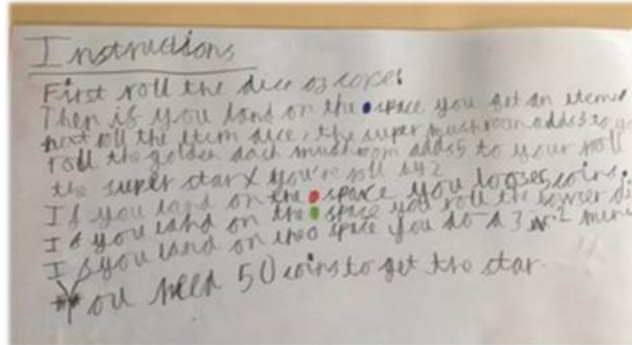 Instructions
First roll the dice
Then if you land on the space you get an item
next roll the item dice, the super mushroom adds 3 to
roll the golden dash mushroom adds 5 to your roll
the super star X you're roll by 2
If you land on the space you looses coins.
If you land on the space you roll the bowser
If you land on the space you do a 3 2
You need 50 coins to get the star.